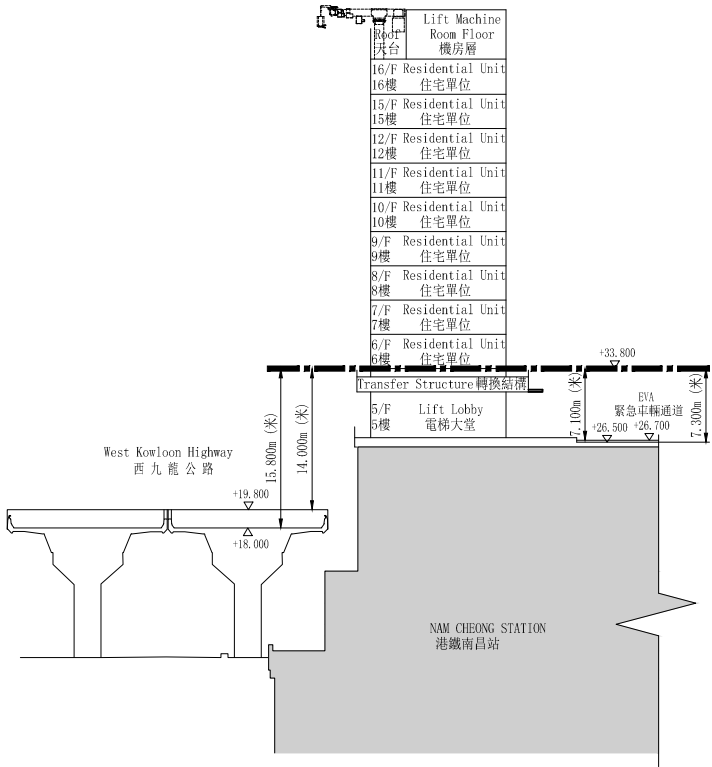 Lift Machine
Room Floor
機房層
Roof
天台
16/F Residential Unit
16樓 住宅單位
15/F Residential Unit
15樓 住宅單位
12/F Residential Unit
12樓 住宅單位
11/F Residential Unit
11樓 住宅單位
10/F Residential Unit
10樓 住宅單位
9/F Residential Unit
9樓 住宅單位
8/F Residential Unit
8樓 住宅單位
7/F Residential Unit
7樓 住宅單位
6/F Residential Unit
6樓 住宅單位
+33.800
Transfer Structure 轉換結構
5/F Lift Lobby
5樓 電梯大堂
7.100m (米)
EVA
緊急車輛通道
+26.500
+26.700
7.300m (米)
15.800m (米)
14.000m (米)
West Kowloon Highway
西九龍公路
+19.800
+18.000
NAM CHEONG STATION
港鐵南昌站